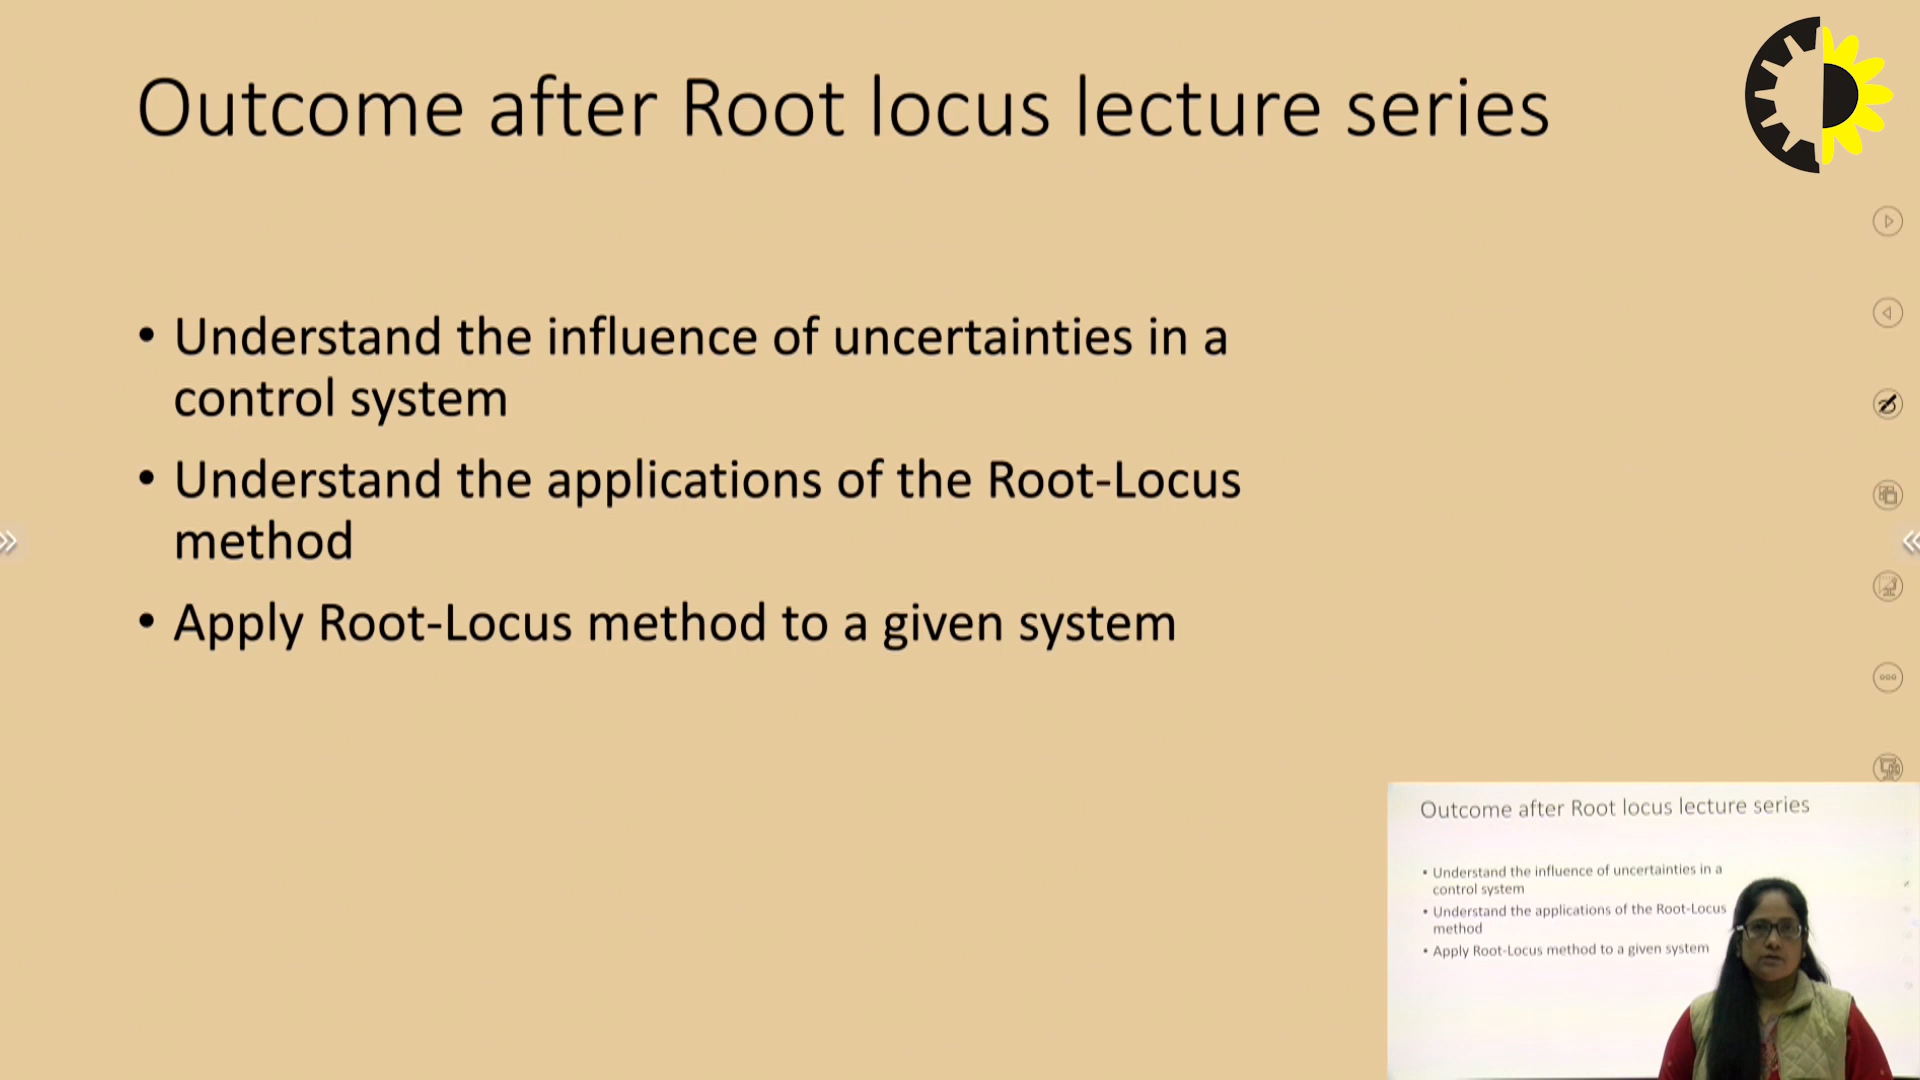 Outcome after Root locus lecture series
• Understand the influence of uncertainties in a
control system
• Understand the applications of the Root-Locus
method
• Apply Root-Locus method to a given system
Outcome after Root locus lecture series
• Understand the influence of uncertainties in a
control system
• Understand the applications of the Root-Locus
method
• Apply Root-Locus method to a given system